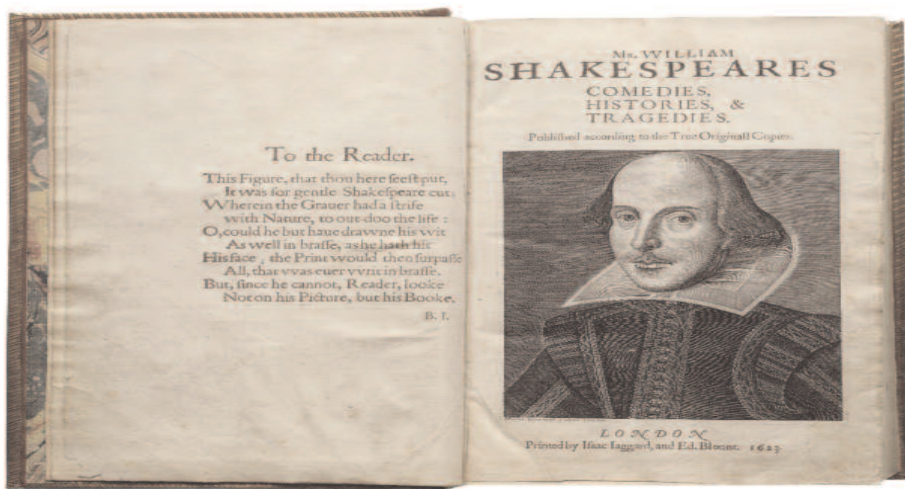 To the Reader.
This Figure, that thou here ſeeſt put,
It was for gentle Shakeſpeare cut;
Wherein the Grauer had a ſtrife
with Nature, to out-doo the life :
O, could he but haue drawne his wit
As well in braſſe, as he hath hit
His face ; the Print would then ſurpaſſe
All, that vvas euer vvrit in braſſe.
But, ſince he cannot, Reader, looke
Not on his Picture, but his Booke.
B. I.
Mr. WILLIAM
SHAKESPEARES
COMEDIES,
HISTORIES, &
TRAGEDIES.
Publiſhed according to the True Originall Copies.
LONDON
Printed by Iſaac Iaggard, and Ed. Blount. 1623